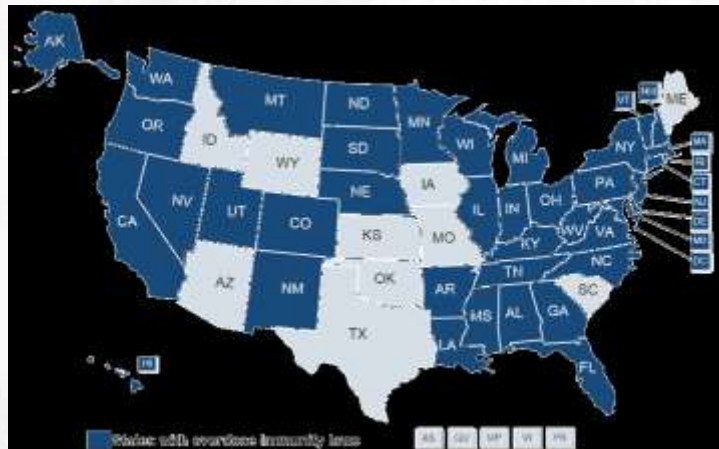 AK
WA
MT
ND
MN
VT
NH
ME
OR
ID
SD
WI
MI
NY
MA
RI
WY
NE
IA
PA
CT
NV
UT
CO
IL
IN
OH
NJ
DE
CA
KS
MO
WV
VA
MD
KY
DC
AZ
NM
OK
AR
TN
NC
SC
TX
LA
MS
AL
GA
FL
HI
States with overdose immunity laws
AS
GU
MP
VI
PR